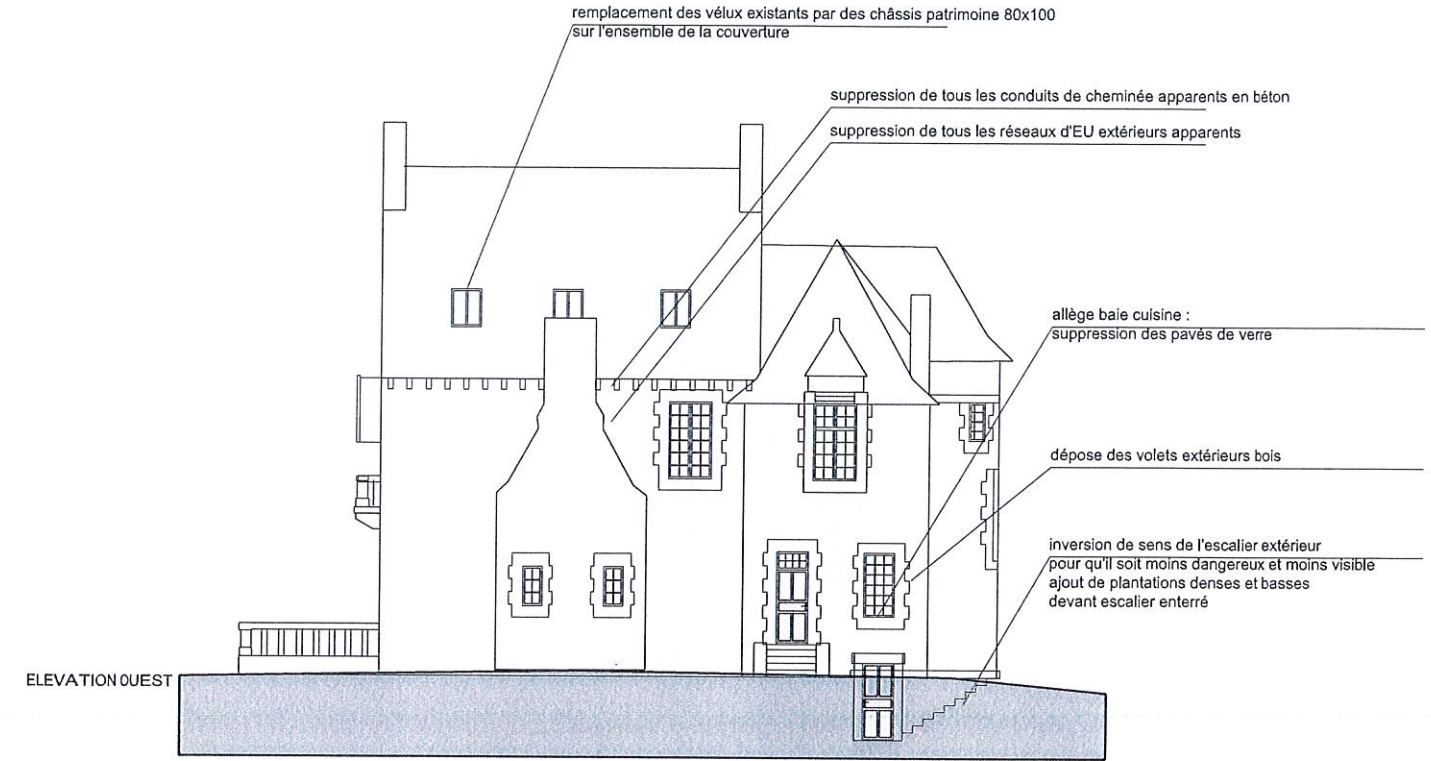 remplacement des vélux existants par des châssis patrimoine 80x100
sur l'ensemble de la couverture
suppression de tous les conduits de cheminée apparents en béton
suppression de tous les réseaux d'EU extérieurs apparents
allège baie cuisine :
suppression des pavés de verre
dépose des volets extérieurs bois
inversion de sens de l'escalier extérieur
pour qu'il soit moins dangereux et moins visible
ajout de plantations denses et basses
devant escalier enterré
ELEVATION OUEST